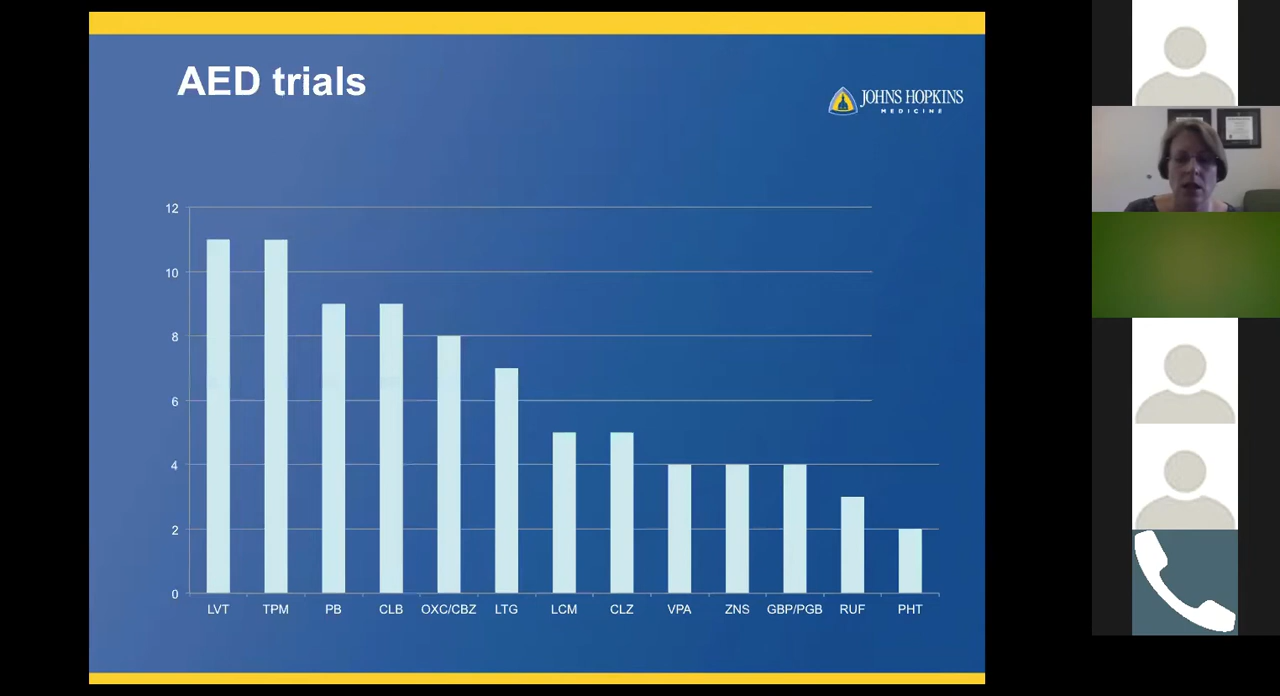 AED trials
JOHNS HOPKINS
MEDICINE
12
10
8
6
4
2
0
LVT TPM PB CLB OXC/CBZ LTG LCM CLZ VPA ZNS GBP/PGB RUF PHT